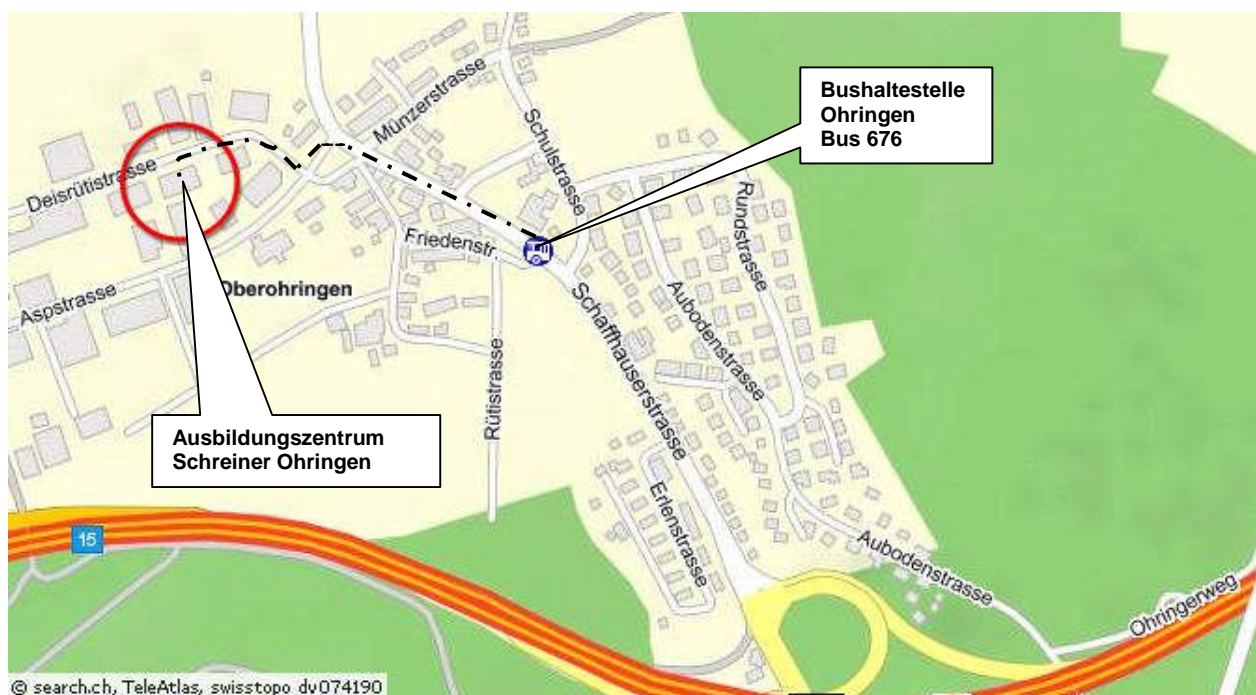 Bushaltestelle
Ohringen
Bus 676
Münzerstrasse
Schulstrasse
Deisrütistrasse
Rundstrasse
Friedenstr.
Aspstrasse
Oberohringen
Aubodenstrasse
Schaffhauserstrasse
Rütistrasse
Ausbildungszentrum
Schreiner Ohringen
Erlenstrasse
15
Aubodenstrasse
Ohringerweg
© search.ch, TeleAtlas, swisstopo dv074190